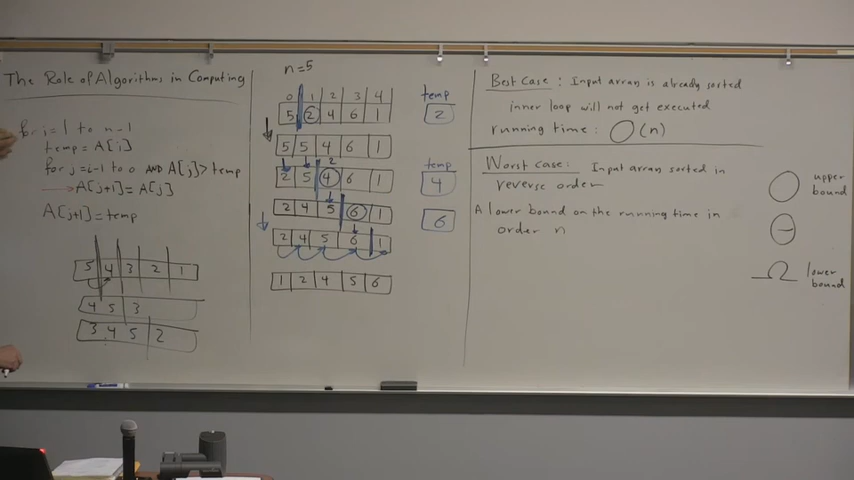 The Role of Algorithms in Computing
for i = 1 to n-1
temp = A[i]
for j = i-1 to 0 AND A[j] > temp
A[j+1] = A[j]
A[j+1] = temp
5 4 3 2 1
4 5 3
3 4 5 2
n=5
0 1 2 3 4
5 2 4 6 1
5 5 4 6 1
2
2 5 4 6 1
2 4 5 6 1
2 4 5 6 1
1 2 4 5 6
temp
2
temp
4
6
Best Case : Input array is already sorted
inner loop will not get executed
running time : O(n)
Worst Case : Input array sorted in
reverse order
A lower bound on the running time in
order n
O upper
bound
Θ
Ω lower
bound